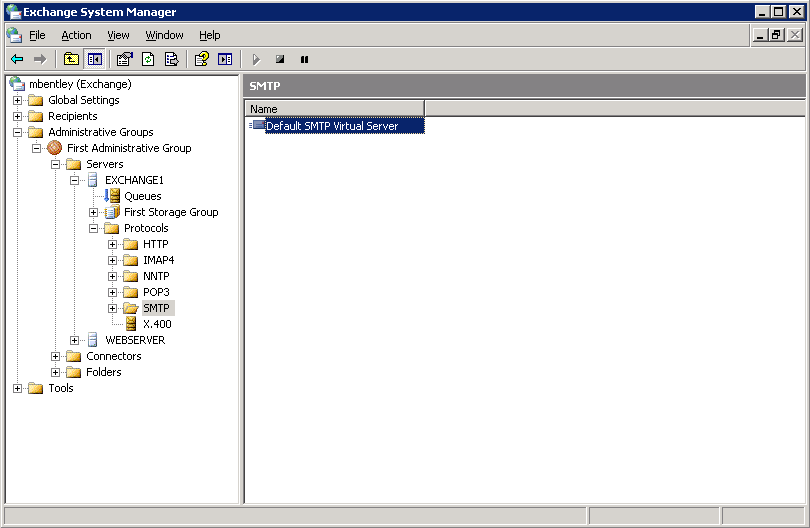 Exchange System Manager
File Action View Window Help
mbentley (Exchange)
Global Settings
Recipients
Administrative Groups
First Administrative Group
Servers
EXCHANGE1
Queues
First Storage Group
Protocols
HTTP
IMAP4
NNTP
POP3
SMTP
X.400
WEBSERVER
Connectors
Folders
Tools
SMTP
Name
Default SMTP Virtual Server